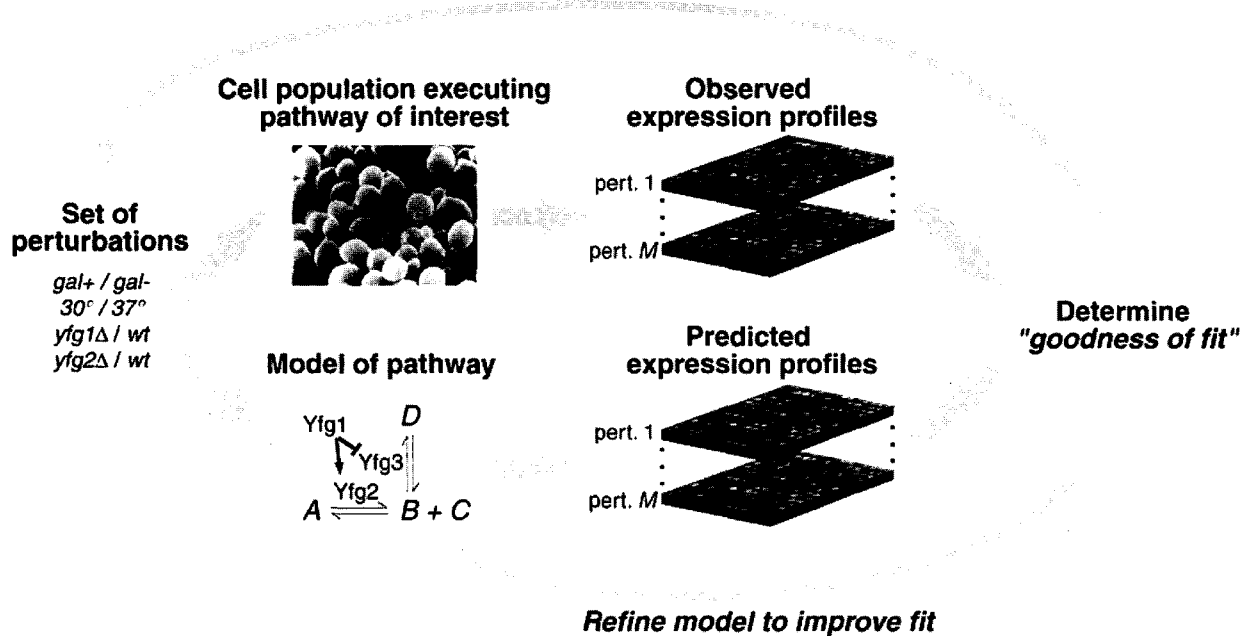 Cell population executing
pathway of interest
Observed
expression profiles
pert. 1
pert. M
Set of
perturbations
gal+ / gal-
30° / 37°
yfg1Δ / wt
yfg2Δ / wt
Determine
"goodness of fit"
Model of pathway
Yfg1
D
Yfg3
Yfg2
A B + C
Predicted
expression profiles
pert. 1
pert. M
Refine model to improve fit